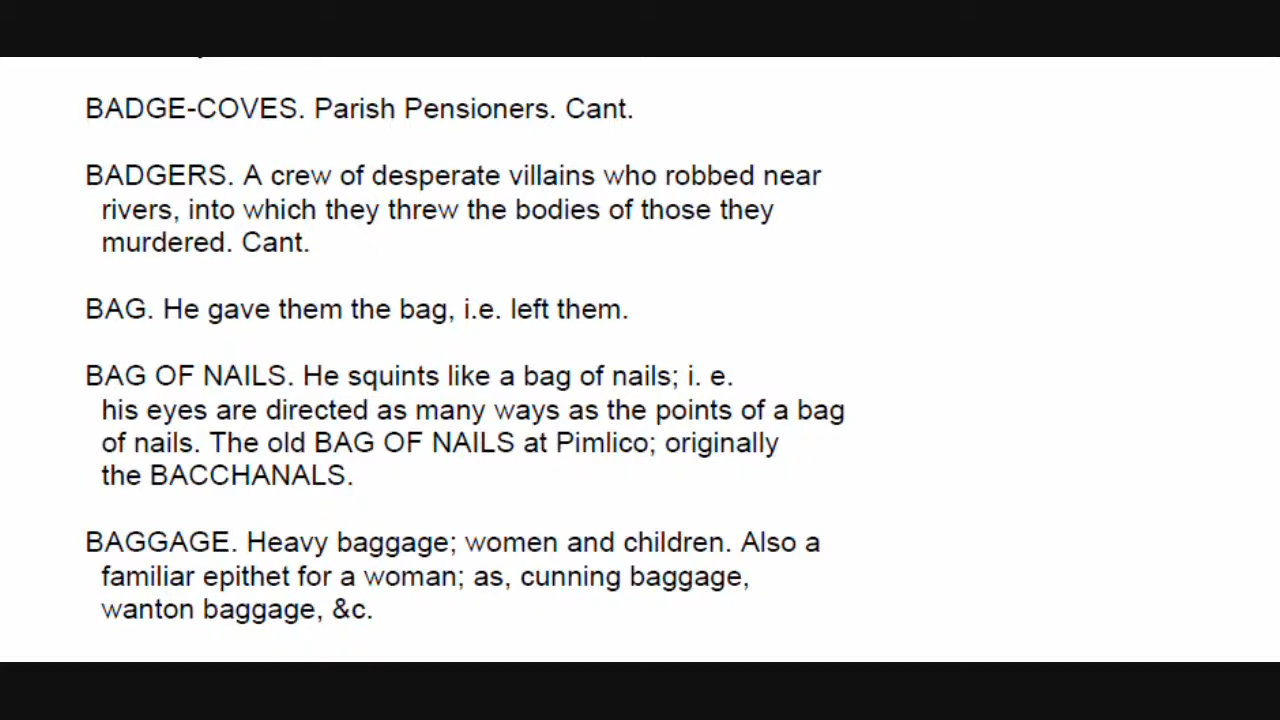 BADGE-COVES. Parish Pensioners. Cant.
BADGERS. A crew of desperate villains who robbed near
rivers, into which they threw the bodies of those they
murdered. Cant.
BAG. He gave them the bag, i.e. left them.
BAG OF NAILS. He squints like a bag of nails; i. e.
his eyes are directed as many ways as the points of a bag
of nails. The old BAG OF NAILS at Pimlico; originally
the BACCHANALS.
BAGGAGE. Heavy baggage; women and children. Also a
familiar epithet for a woman; as, cunning baggage,
wanton baggage, &c.